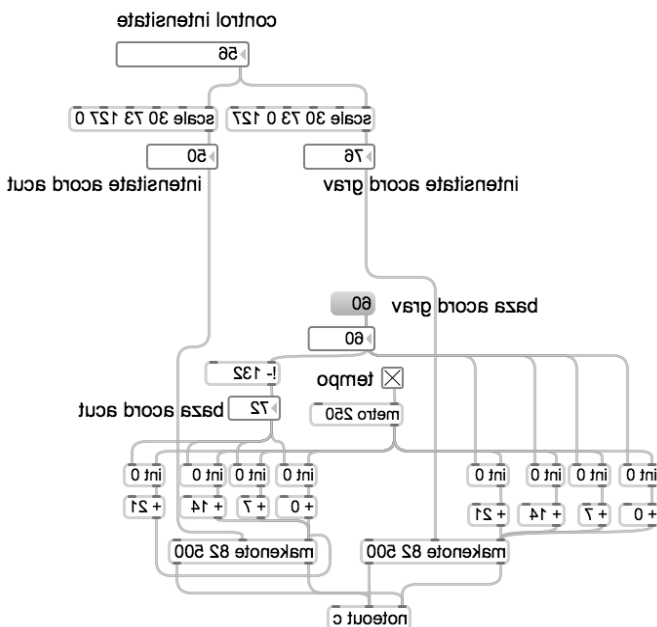 control intensitate
56
scale 30 73 0 127
scale 30 73 127 0
76
50
intensitate acord grav
intensitate acord acut
baza acord grav
60
60
!- 132
tempo
72
baza acord acut
metro 250
int 0
int 0
int 0
int 0
int 0
int 0
int 0
int 0
+ 0
+ 7
+ 14
+ 21
+ 0
+ 7
+ 14
+ 21
makenote 82 500
makenote 82 500
noteout c